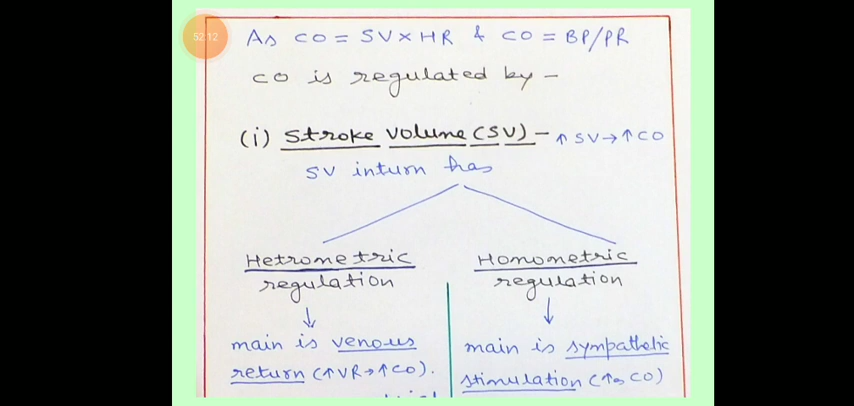 52:12
As CO = SV x HR & CO = BP/PR
CO is regulated by –
(i) Stroke Volume (SV) – ↑ SV → ↑ CO
SV inturn has
Hetrometric regulation
↓
main is venous
return (↑VR→↑CO).
Homometric regulation
↓
main is sympathetic
stimulation (↑s CO)